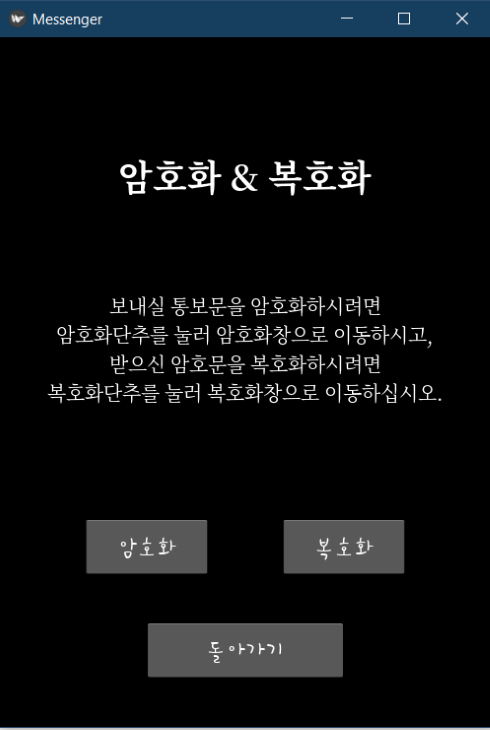 Messenger
암호화 & 복호화
보내실 통보문을 암호화하시려면
암호화단추를 눌러 암호화창으로 이동하시고,
받으신 암호문을 복호화하시려면
복호화단추를 눌러 복호화창으로 이동하십시오.
암호화
복호화
돌아가기